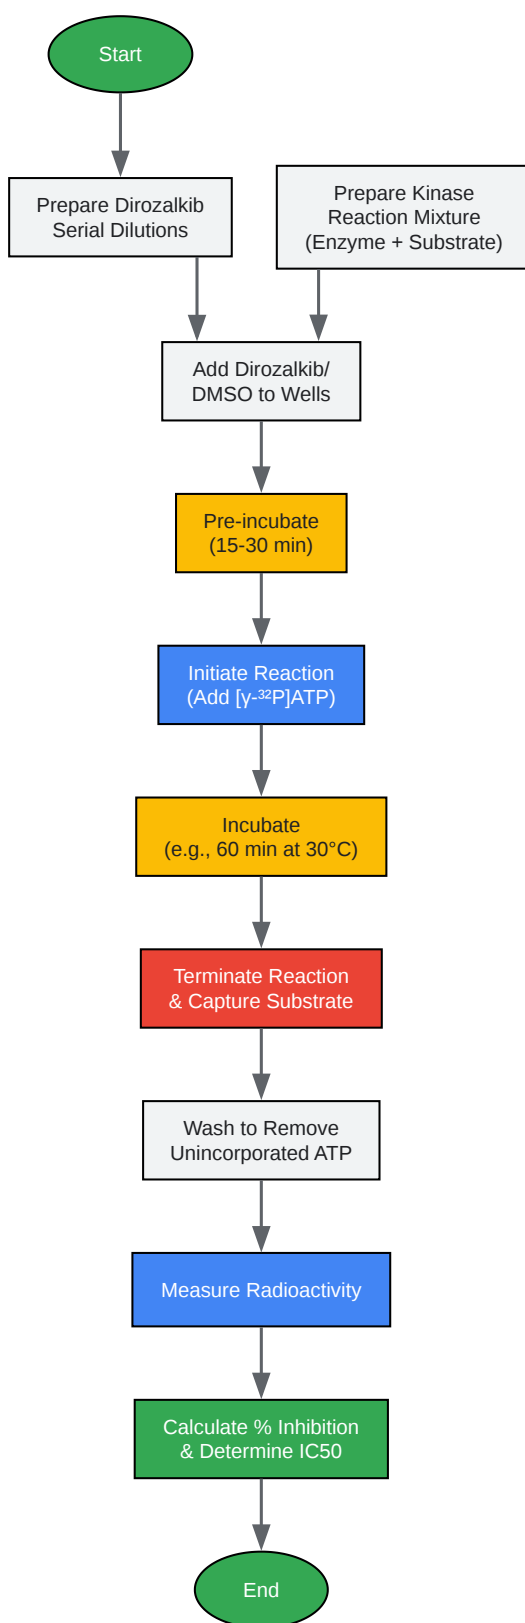 Start
Prepare Dirozalkib
Serial Dilutions
Prepare Kinase
Reaction Mixture
(Enzyme + Substrate)
Add Dirozalkib/
DMSO to Wells
Pre-incubate
(15-30 min)
Initiate Reaction
(Add [γ-³²P]ATP)
Incubate
(e.g., 60 min at 30°C)
Terminate Reaction
& Capture Substrate
Wash to Remove
Unincorporated ATP
Measure Radioactivity
Calculate % Inhibition
& Determine IC50
End